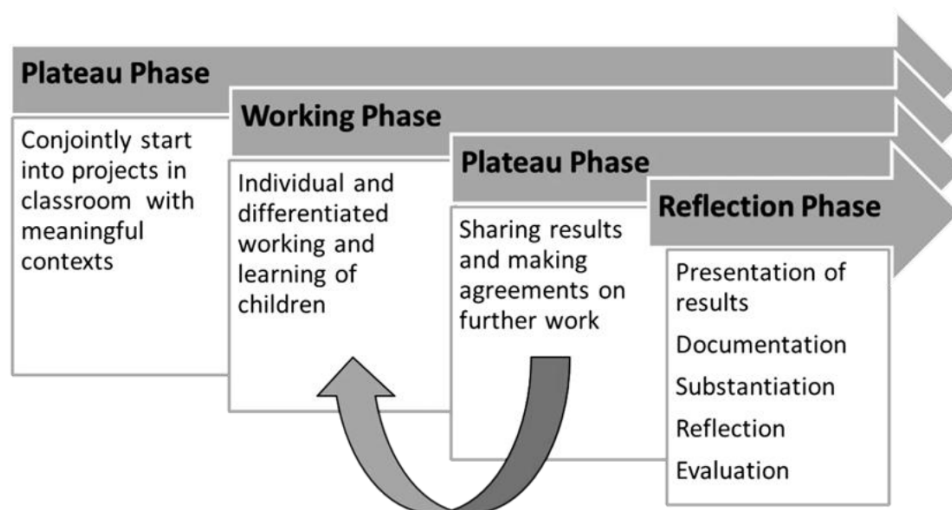 Plateau Phase
Conjointly start
into projects in
classroom with
meaningful
contexts
Working Phase
Individual and
differentiated
working and
learning of
children
Plateau Phase
Sharing results
and making
agreements on
further work
Reflection Phase
Presentation of
results
Documentation
Substantiation
Reflection
Evaluation